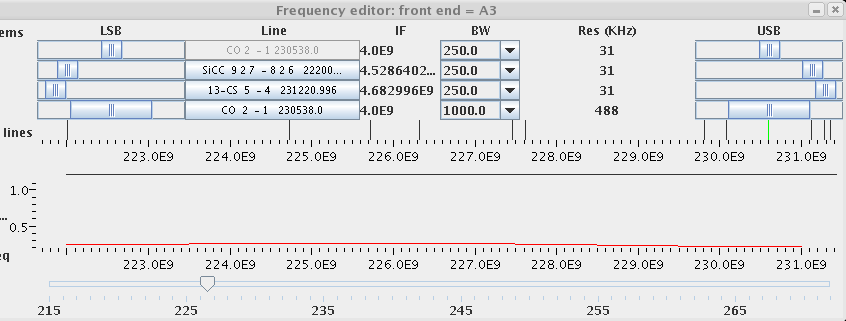 Frequency editor: front end = A3
ems LSB Line IF BW Res (KHz) USB
CO 2 -1 230538.0 4.0E9 250.0 31
SiCC 9 2 7 -8 2 6 22200... 4.5286402... 250.0 31
13-CS 5 -4 231220.996 4.682996E9 250.0 31
CO 2 -1 230538.0 4.0E9 1000.0 488
lines
223.0E9 224.0E9 225.0E9 226.0E9 227.0E9 228.0E9 229.0E9 230.0E9 231.0E9
1.0
...
0.5
eq
223.0E9 224.0E9 225.0E9 226.0E9 227.0E9 228.0E9 229.0E9 230.0E9 231.0E9
215 225 235 245 255 265